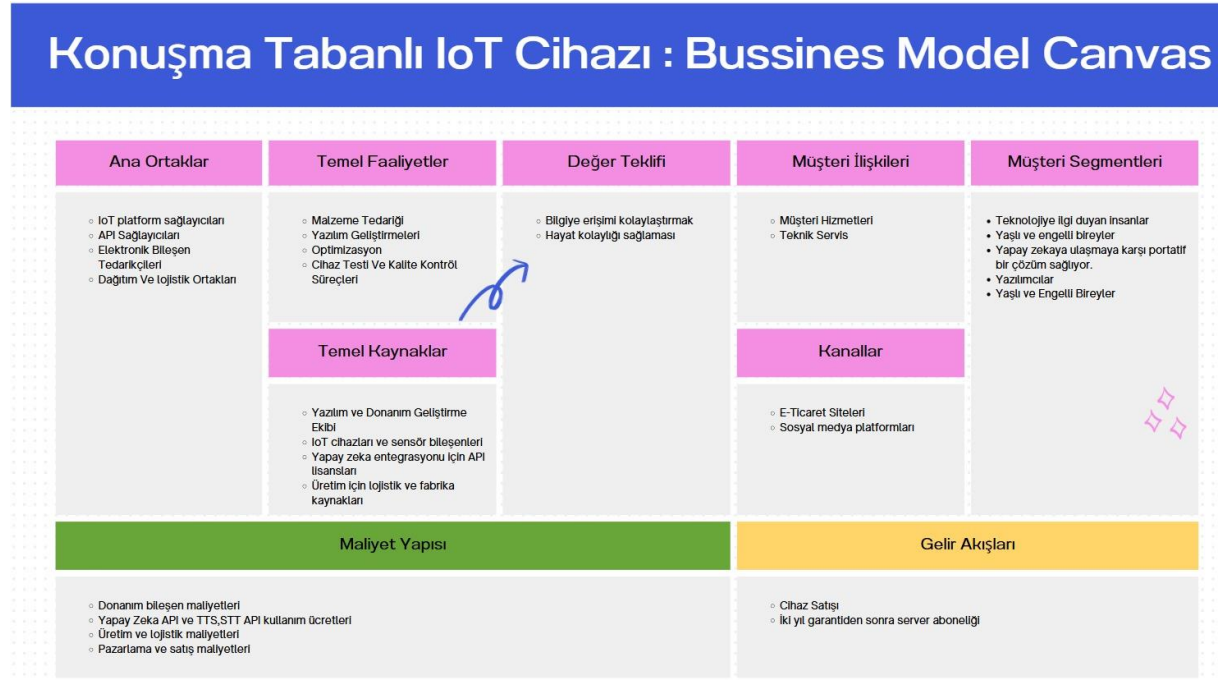 Konuşma Tabanlı IoT Cihazı : Bussines Model Canvas
Ana Ortaklar
IoT platform sağlayıcıları
API Sağlayıcıları
Elektronik Bileşen
Tedarikçileri
Dağıtım Ve lojistik Ortakları
Temel Faaliyetler
Malzeme Tedariği
Yazılım Geliştirmeleri
Optimizasyon
Cihaz Testi Ve Kalite Kontröl
Süreçleri
Temel Kaynaklar
Yazılım ve Donanım Geliştirme
Ekibi
IoT cihazları ve sensör bileşenleri
Yapay zeka entegrasyonu için API
lisansları
Üretim için lojistik ve fabrika
kaynakları
Değer Teklifi
Bilgiye erişimi kolaylaştırmak
Hayat kolaylığı sağlaması
Müşteri İlişkileri
Müşteri Hizmetleri
Teknik Servis
Kanallar
E-Ticaret Siteleri
Sosyal medya platformları
Müşteri Segmentleri
Teknolojiye ilgi duyan insanlar
Yaşlı ve engelli bireyler
Yapay zekaya ulaşmaya karşı portatif
bir çözüm sağlıyor.
Yazılımcılar
Yaşlı ve Engelli Bireyler
Maliyet Yapısı
Donanım bileşen maliyetleri
Yapay Zeka API ve TTS,STT API kullanım ücretleri
Üretim ve lojistik maliyetleri
Pazarlama ve satış maliyetleri
Gelir Akışları
Cihaz Satışı
İki yıl garantiden sonra server aboneliği